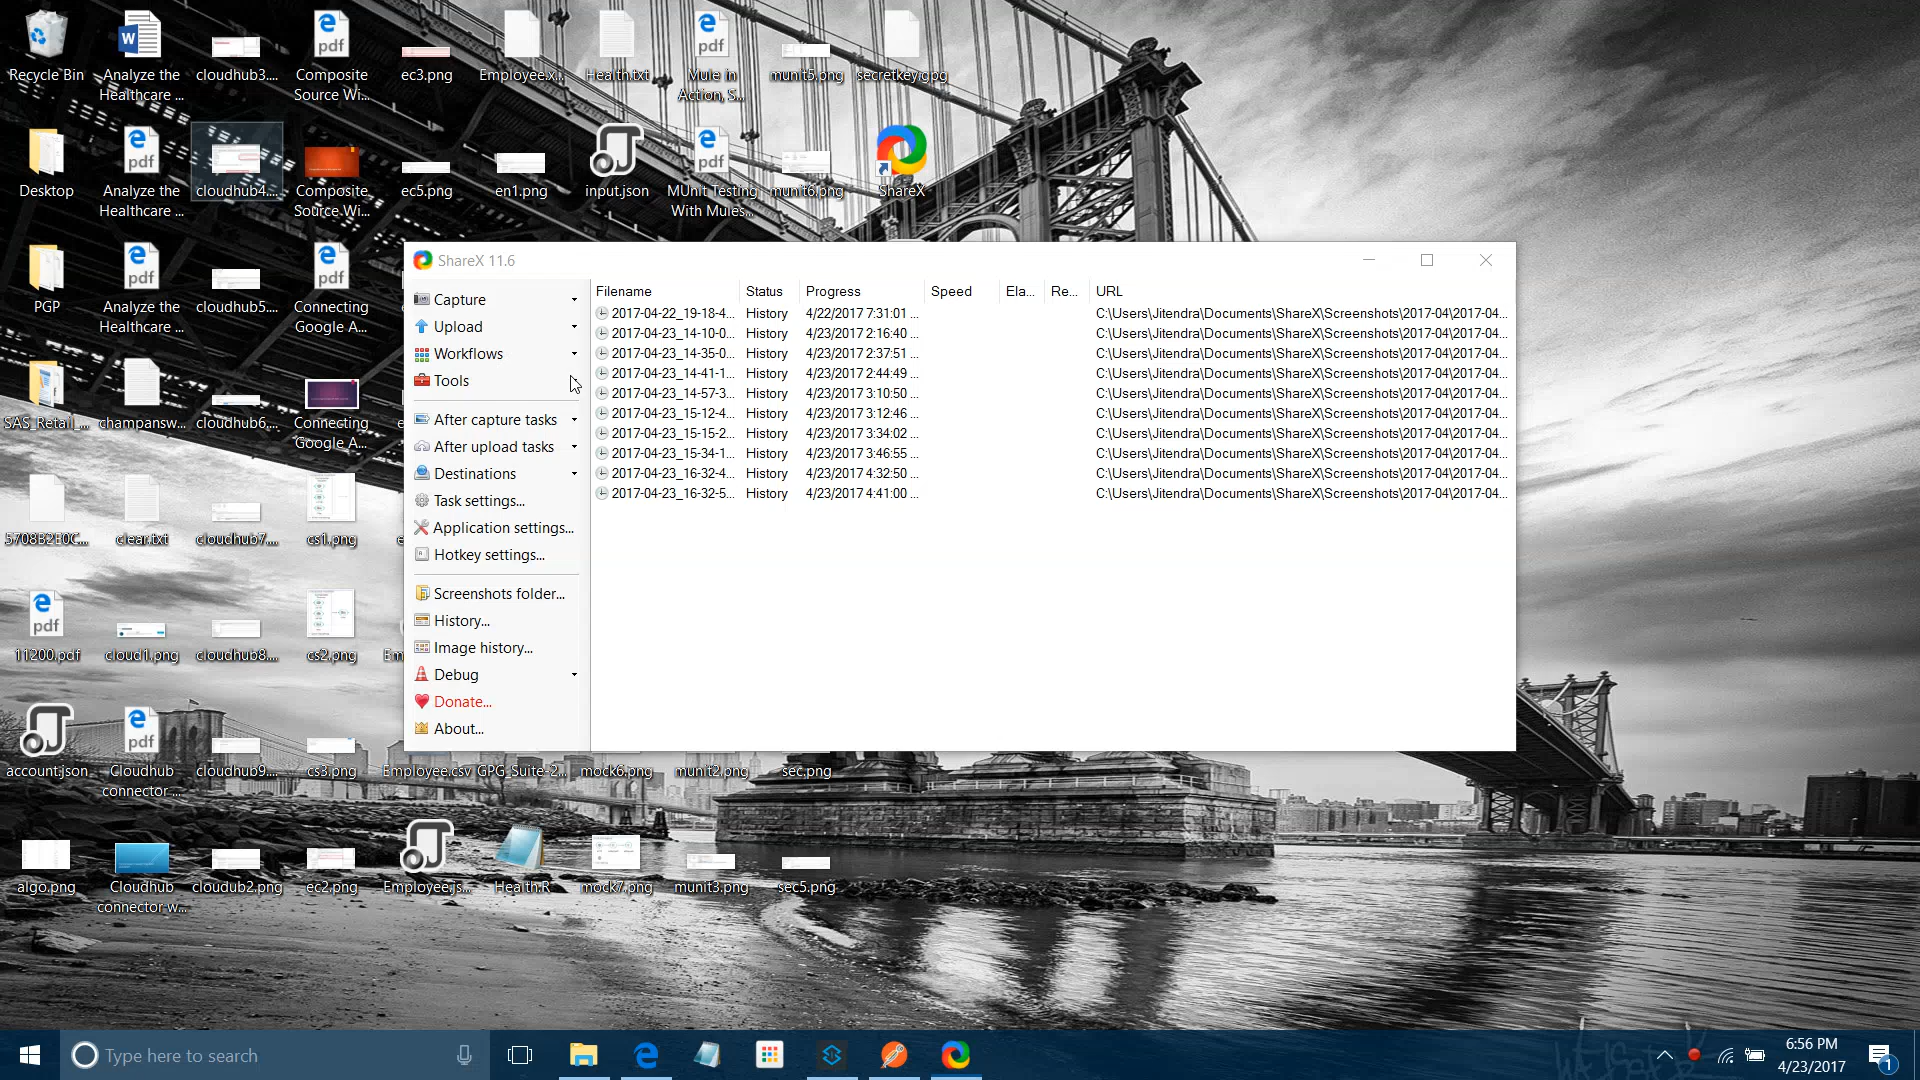 Recycle Bin
Analyze the
Healthcare ...
cloudhub3....
Composite
Source Wi...
ec3.png
Employee.x...
Health.txt
Mule in
Action, S...
munit5.png
secretkey.gpg
Desktop
Analyze the
Healthcare ...
cloudhub4....
Composite
Source Wi...
ec5.png
en1.png
input.json
MUnit Testing
With Mules...
munit6.png
ShareX
PGP
Analyze the
Healthcare ...
cloudhub5....
Connecting
Google A...
SAS_Retail_...
champansw...
cloudhub6....
Connecting
Google A...
5708B2E0C...
clear.txt
cloudhub7....
cs1.png
11200.pdf
cloud1.png
cloudhub8....
cs2.png
Em
account.json
Cloudhub
connector ...
cloudhub9....
cs3.png
Employee.csv
GPG_Suite-2...
mock6.png
munit2.png
sec.png
algo.png
Cloudhub
connector w...
cloudub2.png
ec2.png
Employee.js...
Health.R
mock7.png
munit3.png
sec5.png
ShareX 11.6
Capture
Upload
Workflows
Tools
After capture tasks
After upload tasks
Destinations
Task settings...
Application settings...
Hotkey settings...
Screenshots folder...
History...
Image history...
Debug
Donate...
About...
Filename Status Progress Speed Ela... Re... URL
2017-04-22_19-18-4... History 4/22/2017 7:31:01 ... C:\Users\Jitendra\Documents\ShareX\Screenshots\2017-04\2017-04...
2017-04-23_14-10-0... History 4/23/2017 2:16:40 ... C:\Users\Jitendra\Documents\ShareX\Screenshots\2017-04\2017-04...
2017-04-23_14-35-0... History 4/23/2017 2:37:51 ... C:\Users\Jitendra\Documents\ShareX\Screenshots\2017-04\2017-04...
2017-04-23_14-41-1... History 4/23/2017 2:44:49 ... C:\Users\Jitendra\Documents\ShareX\Screenshots\2017-04\2017-04...
2017-04-23_14-57-3... History 4/23/2017 3:10:50 ... C:\Users\Jitendra\Documents\ShareX\Screenshots\2017-04\2017-04...
2017-04-23_15-12-4... History 4/23/2017 3:12:46 ... C:\Users\Jitendra\Documents\ShareX\Screenshots\2017-04\2017-04...
2017-04-23_15-15-2... History 4/23/2017 3:34:02 ... C:\Users\Jitendra\Documents\ShareX\Screenshots\2017-04\2017-04...
2017-04-23_15-34-1... History 4/23/2017 3:46:55 ... C:\Users\Jitendra\Documents\ShareX\Screenshots\2017-04\2017-04...
2017-04-23_16-32-4... History 4/23/2017 4:32:50 ... C:\Users\Jitendra\Documents\ShareX\Screenshots\2017-04\2017-04...
2017-04-23_16-32-5... History 4/23/2017 4:41:00 ... C:\Users\Jitendra\Documents\ShareX\Screenshots\2017-04\2017-04...
Type here to search
6:56 PM
4/23/2017
1